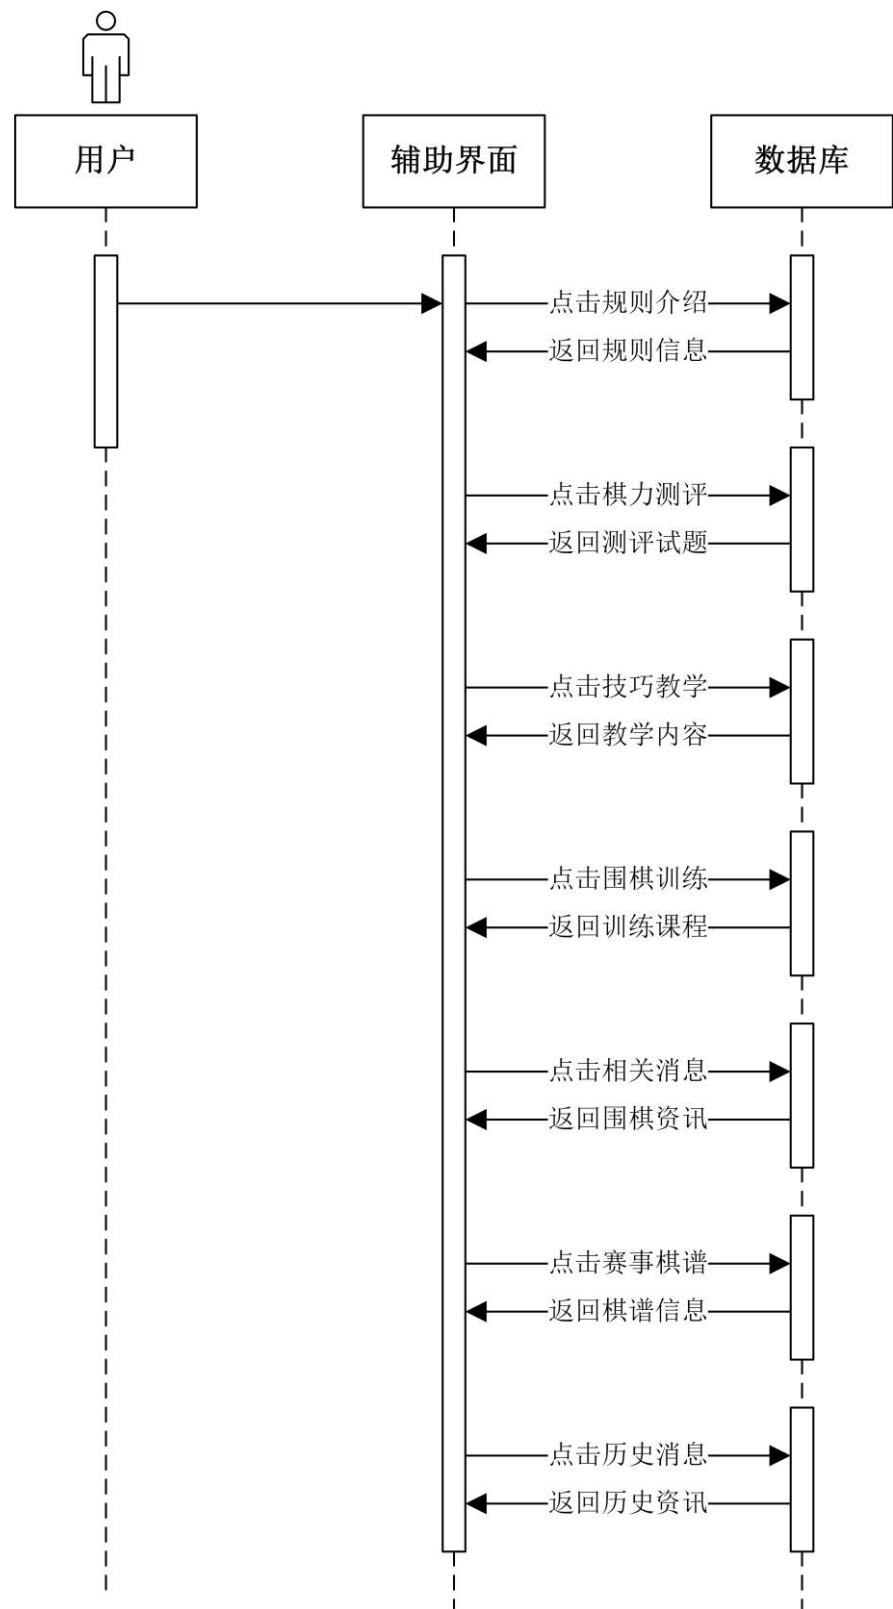 用户
辅助界面
数据库
点击规则介绍
返回规则信息
点击棋力测评
返回测评试题
点击技巧教学
返回教学内容
点击围棋训练
返回训练课程
点击相关消息
返回围棋资讯
点击赛事棋谱
返回棋谱信息
点击历史消息
返回历史资讯